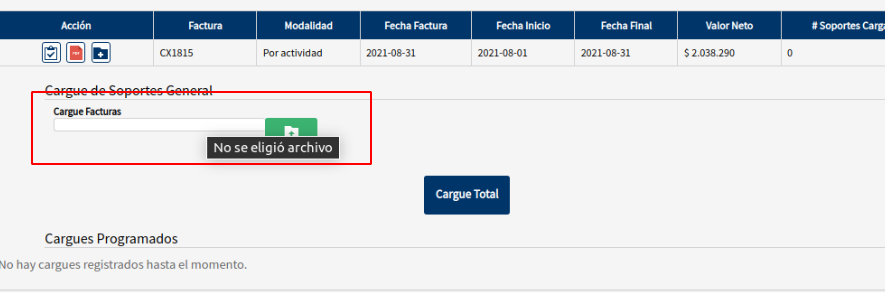 Acción Factura Modalidad Fecha Factura Fecha Inicio Fecha Final Valor Neto # Soportes Carga
PDF CX1815 Por actividad 2021-08-31 2021-08-01 2021-08-31 $ 2.038.290 0
Cargue de Soportes General
Cargue Facturas
No se eligió archivo
Cargue Total
Cargues Programados
No hay cargues registrados hasta el momento.